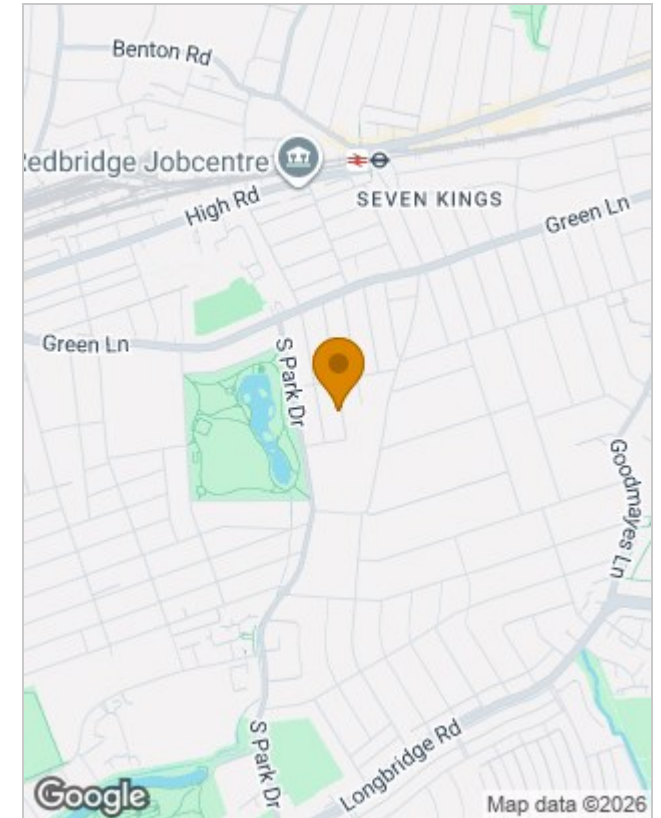 Benton Rd
edbridge Jobcentre
High Rd
SEVEN KINGS
Green Ln
Green Ln
S Park Dr
Goodmayes Ln
S Park Dr
Longbridge Rd
Google
Map data ©2026